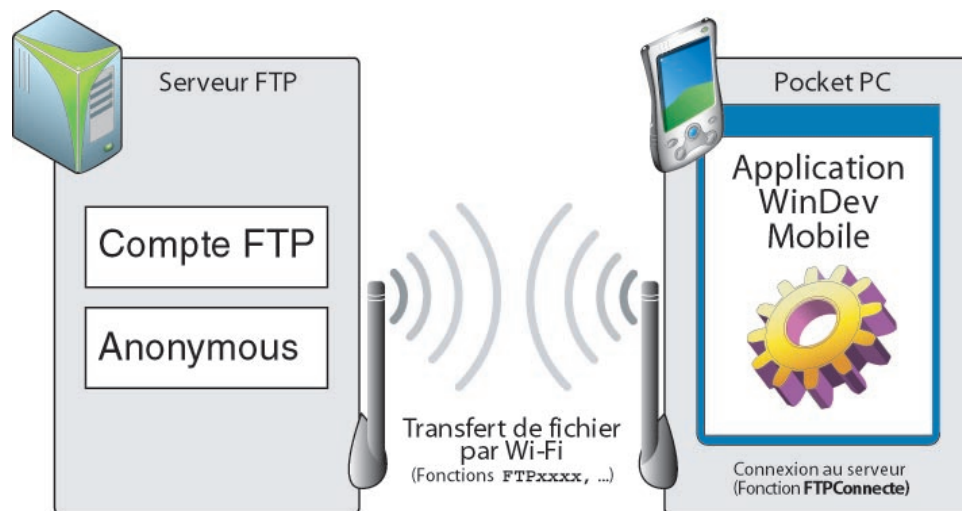 Serveur FTP
Compte FTP
Anonymous
Transfert de fichier
par Wi-Fi
(Fonctions FTPxxxx, ...)
Pocket PC
Application
WinDev
Mobile
Connexion au serveur
(Fonction FTPConnecte)